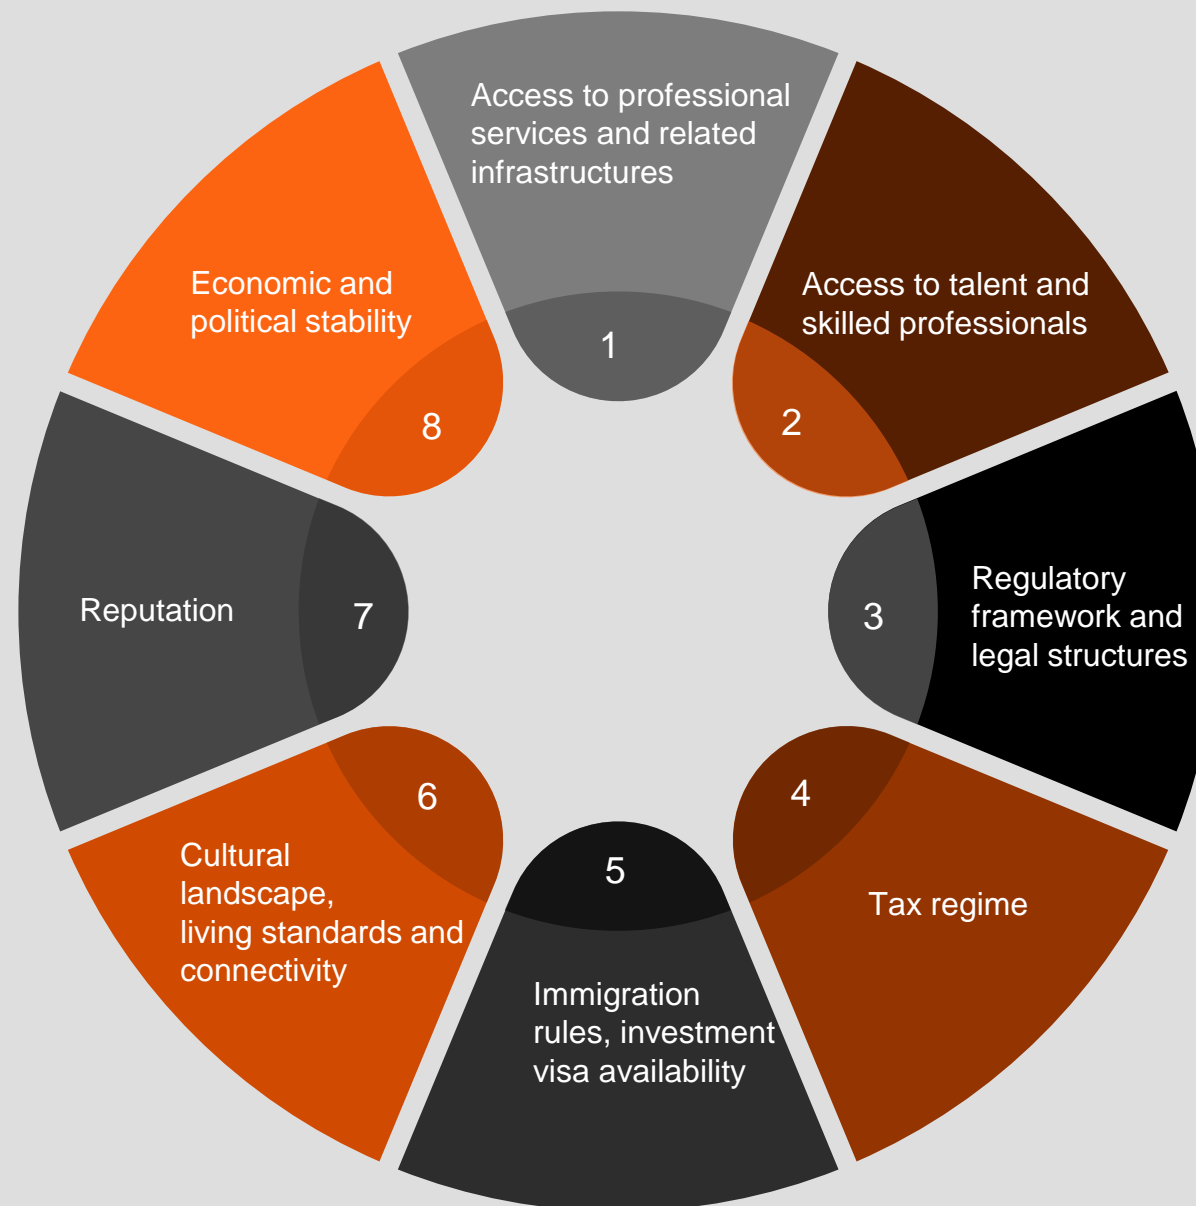 Access to professional
services and related
infrastructures
1
Access to talent and
skilled professionals
2
Regulatory
framework and
legal structures
3
Tax regime
4
Immigration
rules, investment
visa availability
5
Cultural
landscape,
living standards and
connectivity
6
Reputation
7
Economic and
political stability
8